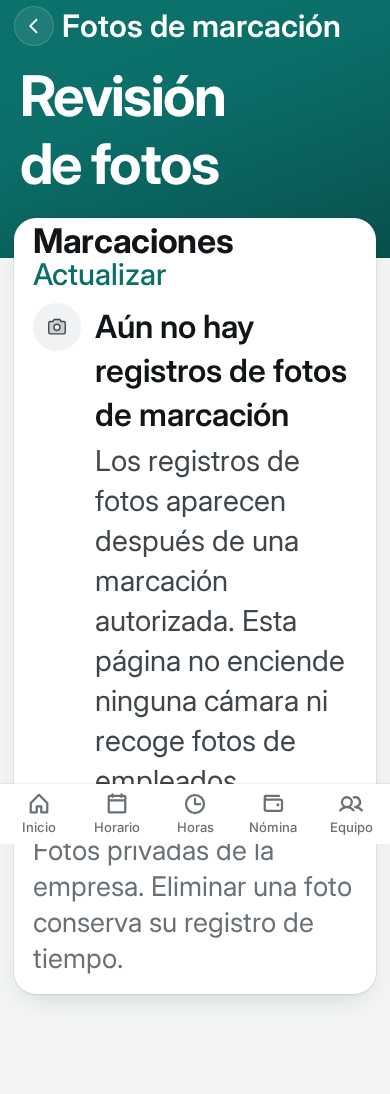 Fotos de marcación
Revisión
de fotos
Marcaciones
Actualizar
Aún no hay
registros de fotos
de marcación
Los registros de
fotos aparecen
después de una
marcación
autorizada. Esta
página no enciende
ninguna cámara ni
recoge fotos de
empleados
Inicio
Horario
Horas
Nómina
Equipo
Fotos privadas de la
empresa. Eliminar una foto
conserva su registro de
tiempo.